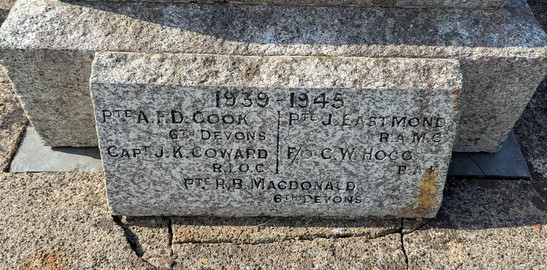 1939-1945
PTE A.F.D. COOK
6TH DEVONS.
CAPT J.K. COWARD
R.I.O.C.
PTE J. EASTMOND
R.A.M.C.
F/O C.W. HOGG
R.A.F.
PTE R.B. MACDONALD
6TH DEVONS